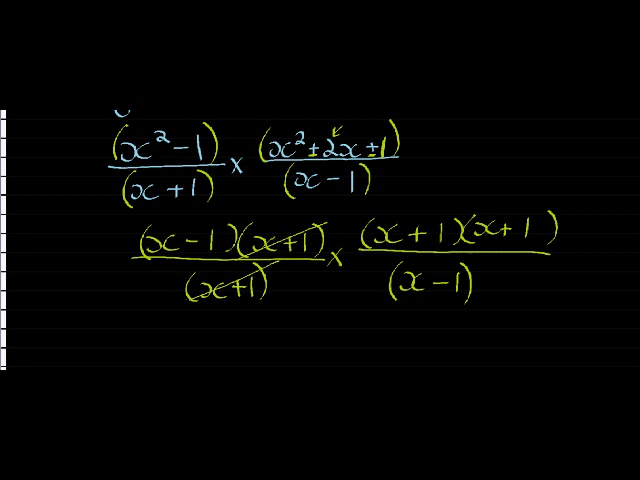 (x² - 1)/(x + 1) × (x² + 2x + 1)/(x - 1)
(x - 1)(x + 1)/(x + 1) × (x + 1)(x + 1)/(x - 1)